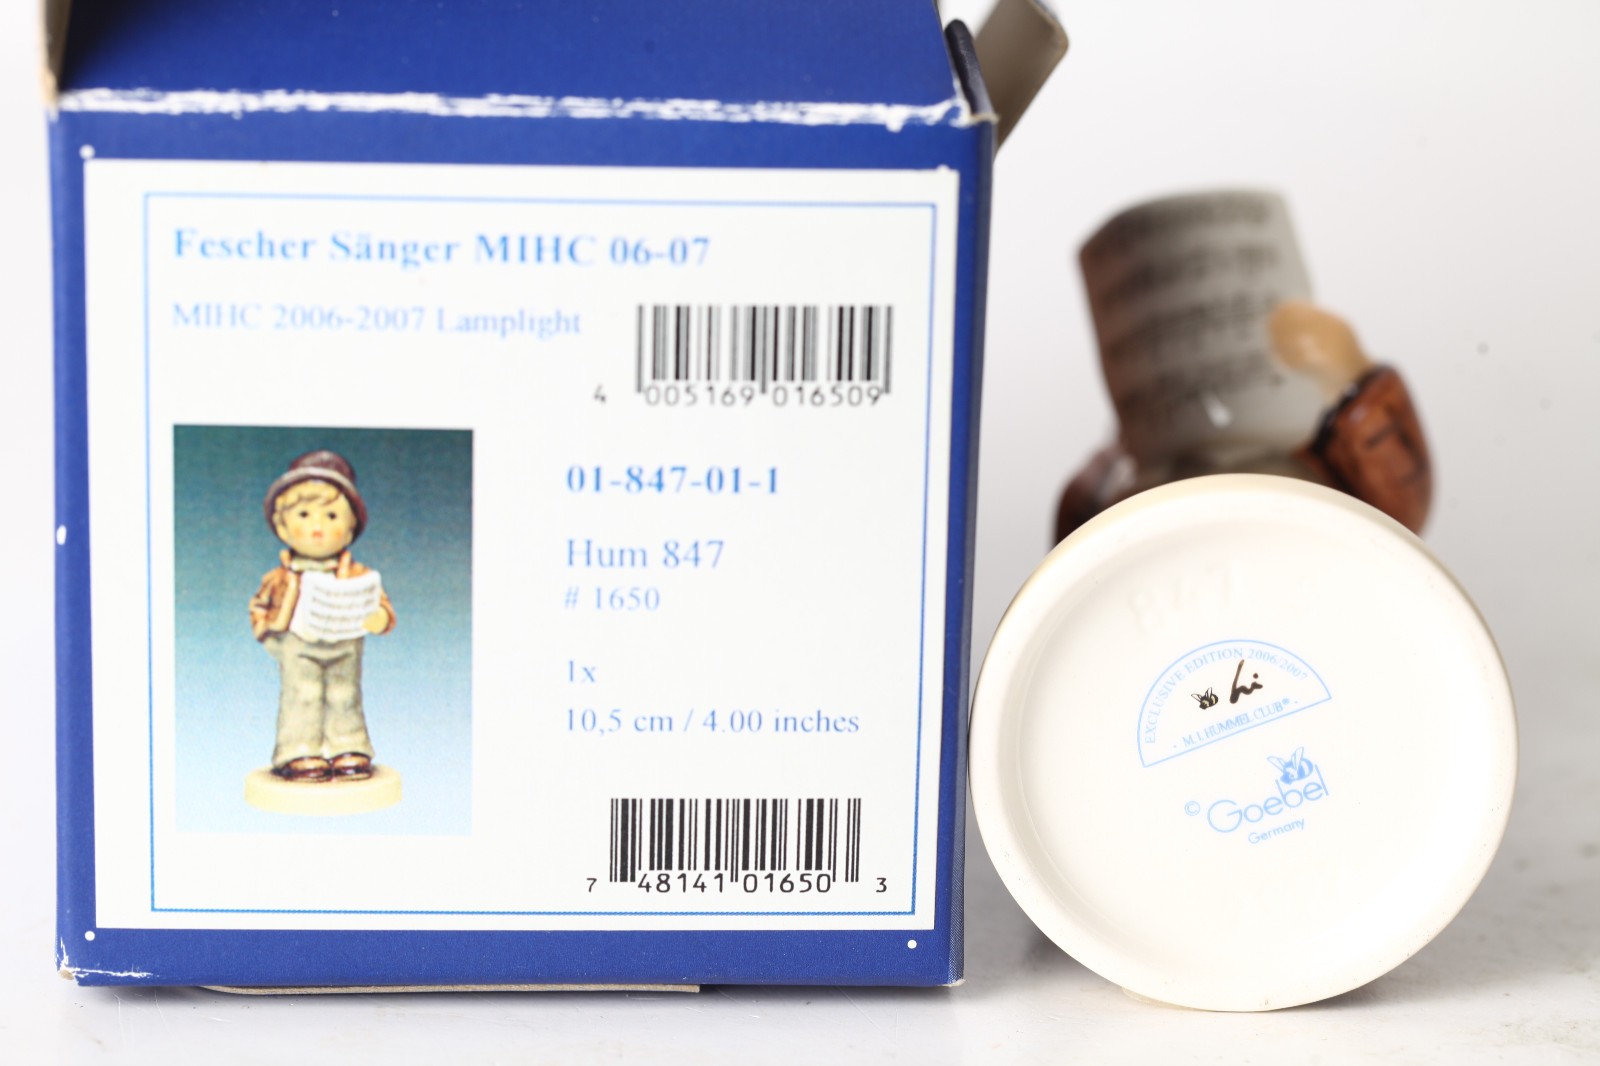 Fescher Sänger MIHC 06-07
MIHC 2006-2007 Lamplight
4 005169 016509
01-847-01-1
Hum 847
# 1650
1x
10,5 cm / 4.00 inches
7 48141 01650 3
847
EXCLUSIVE EDITION 2006/2007
hi
- M. I. HUMMEL CLUB® -
© Goebel
Germany